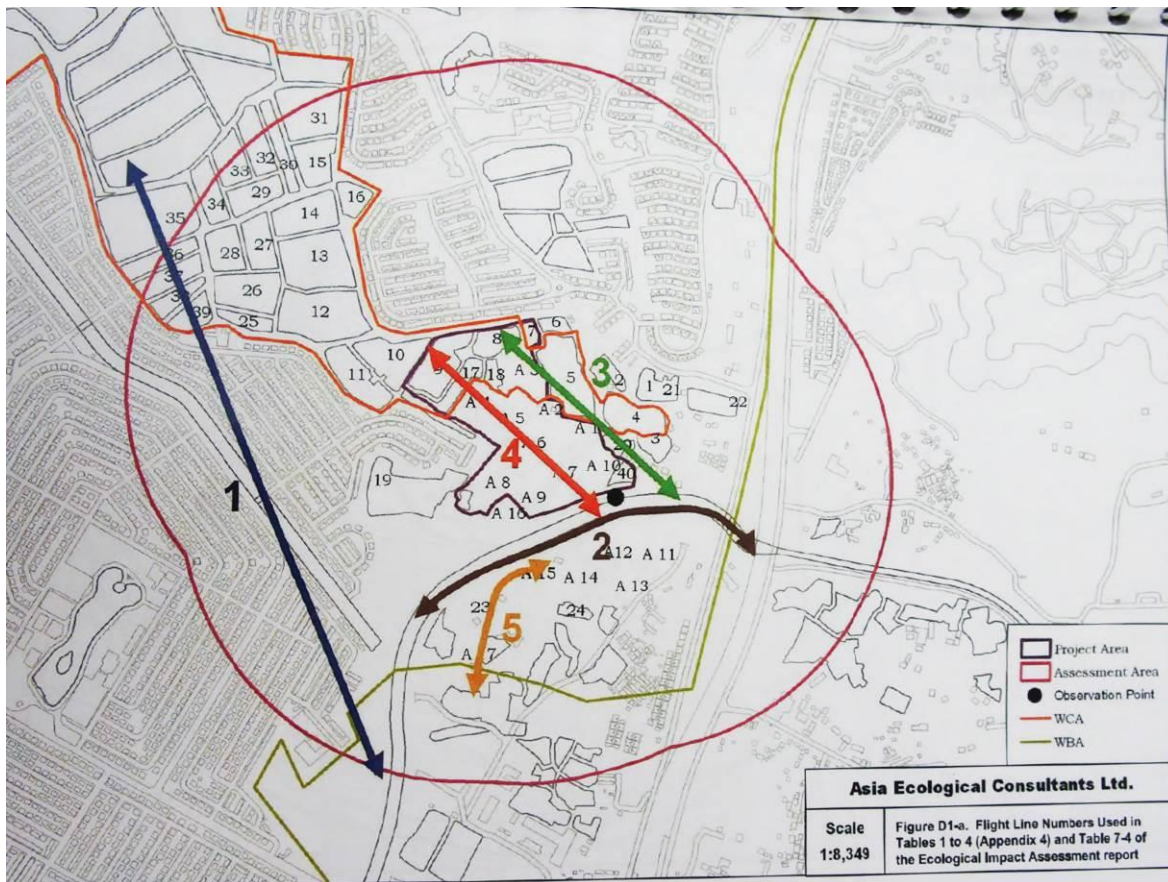 31
32
30
15
33
29
16
34
35
14
27
28
13
36
26
12
39
25
6
7
8
10
11
17
18
5
3
2
1
21
22
4
3
A 2
4
5
A 10
40
19
A 8
A 9
A 16
1
2
A12
A 11
A 14
A 13
23
24
5
Project Area
Assessment Area
Observation Point
WCA
WBA
Asia Ecological Consultants Ltd.
Scale
1:8,349
Figure D1-a. Flight Line Numbers Used in
Tables 1 to 4 (Appendix 4) and Table 7-4 of
the Ecological Impact Assessment report